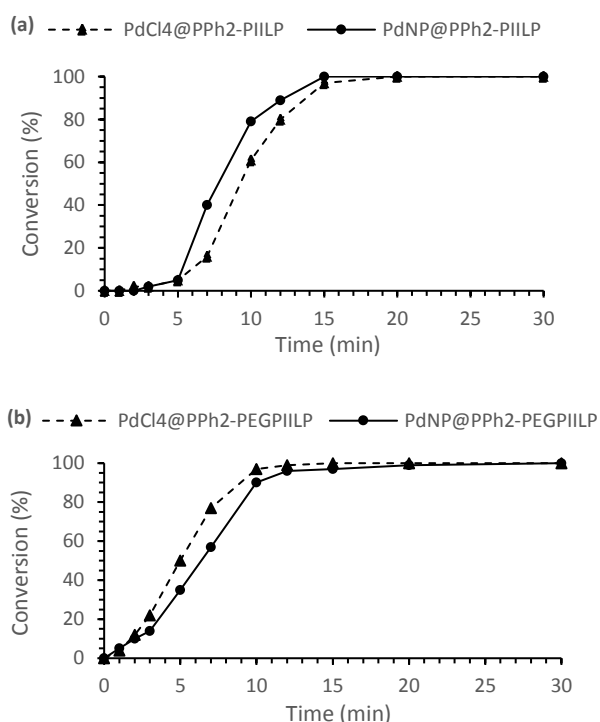 (a) PdCl4@PPh2-PIILP PdNP@PPh2-PIILP
100
80
60
40
20
0
Conversion (%)
0 5 10 15 20 25 30
Time (min)
(b) PdCl4@PPh2-PEGPIILP PdNP@PPh2-PEGPIILP
100
80
60
40
20
0
Conversion (%)
0 5 10 15 20 25 30
Time (min)